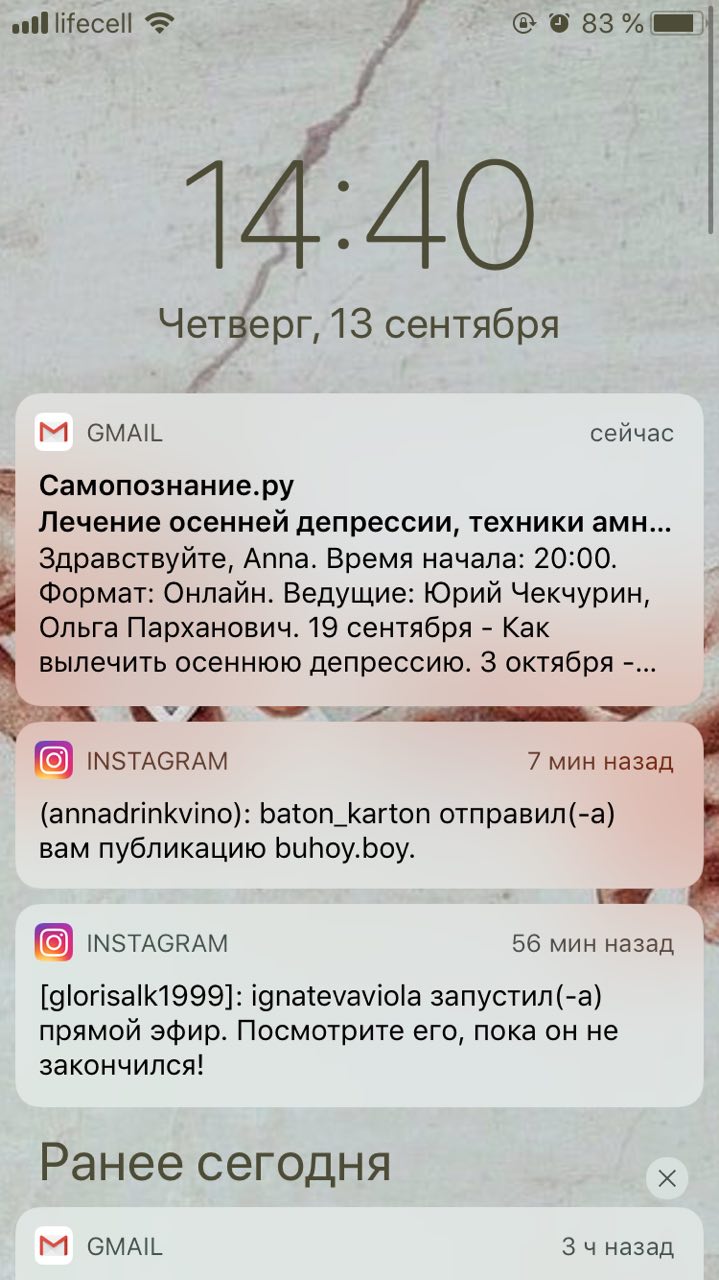 lifecell 83 %
14:40
Четверг, 13 сентября
GMAIL сейчас
Самопознание.ру
Лечение осенней депрессии, техники амн...
Здравствуйте, Anna. Время начала: 20:00.
Формат: Онлайн. Ведущие: Юрий Чекчурин,
Ольга Парханович. 19 сентября - Как
вылечить осеннюю депрессию. 3 октября -...
INSTAGRAM 7 мин назад
(annadrinkvino): baton_karton отправил(-а)
вам публикацию buhoy.boy.
INSTAGRAM 56 мин назад
[glorisalk1999]: ignatevaviola запустил(-а)
прямой эфир. Посмотрите его, пока он не
закончился!
Ранее сегодня
GMAIL 3 ч назад